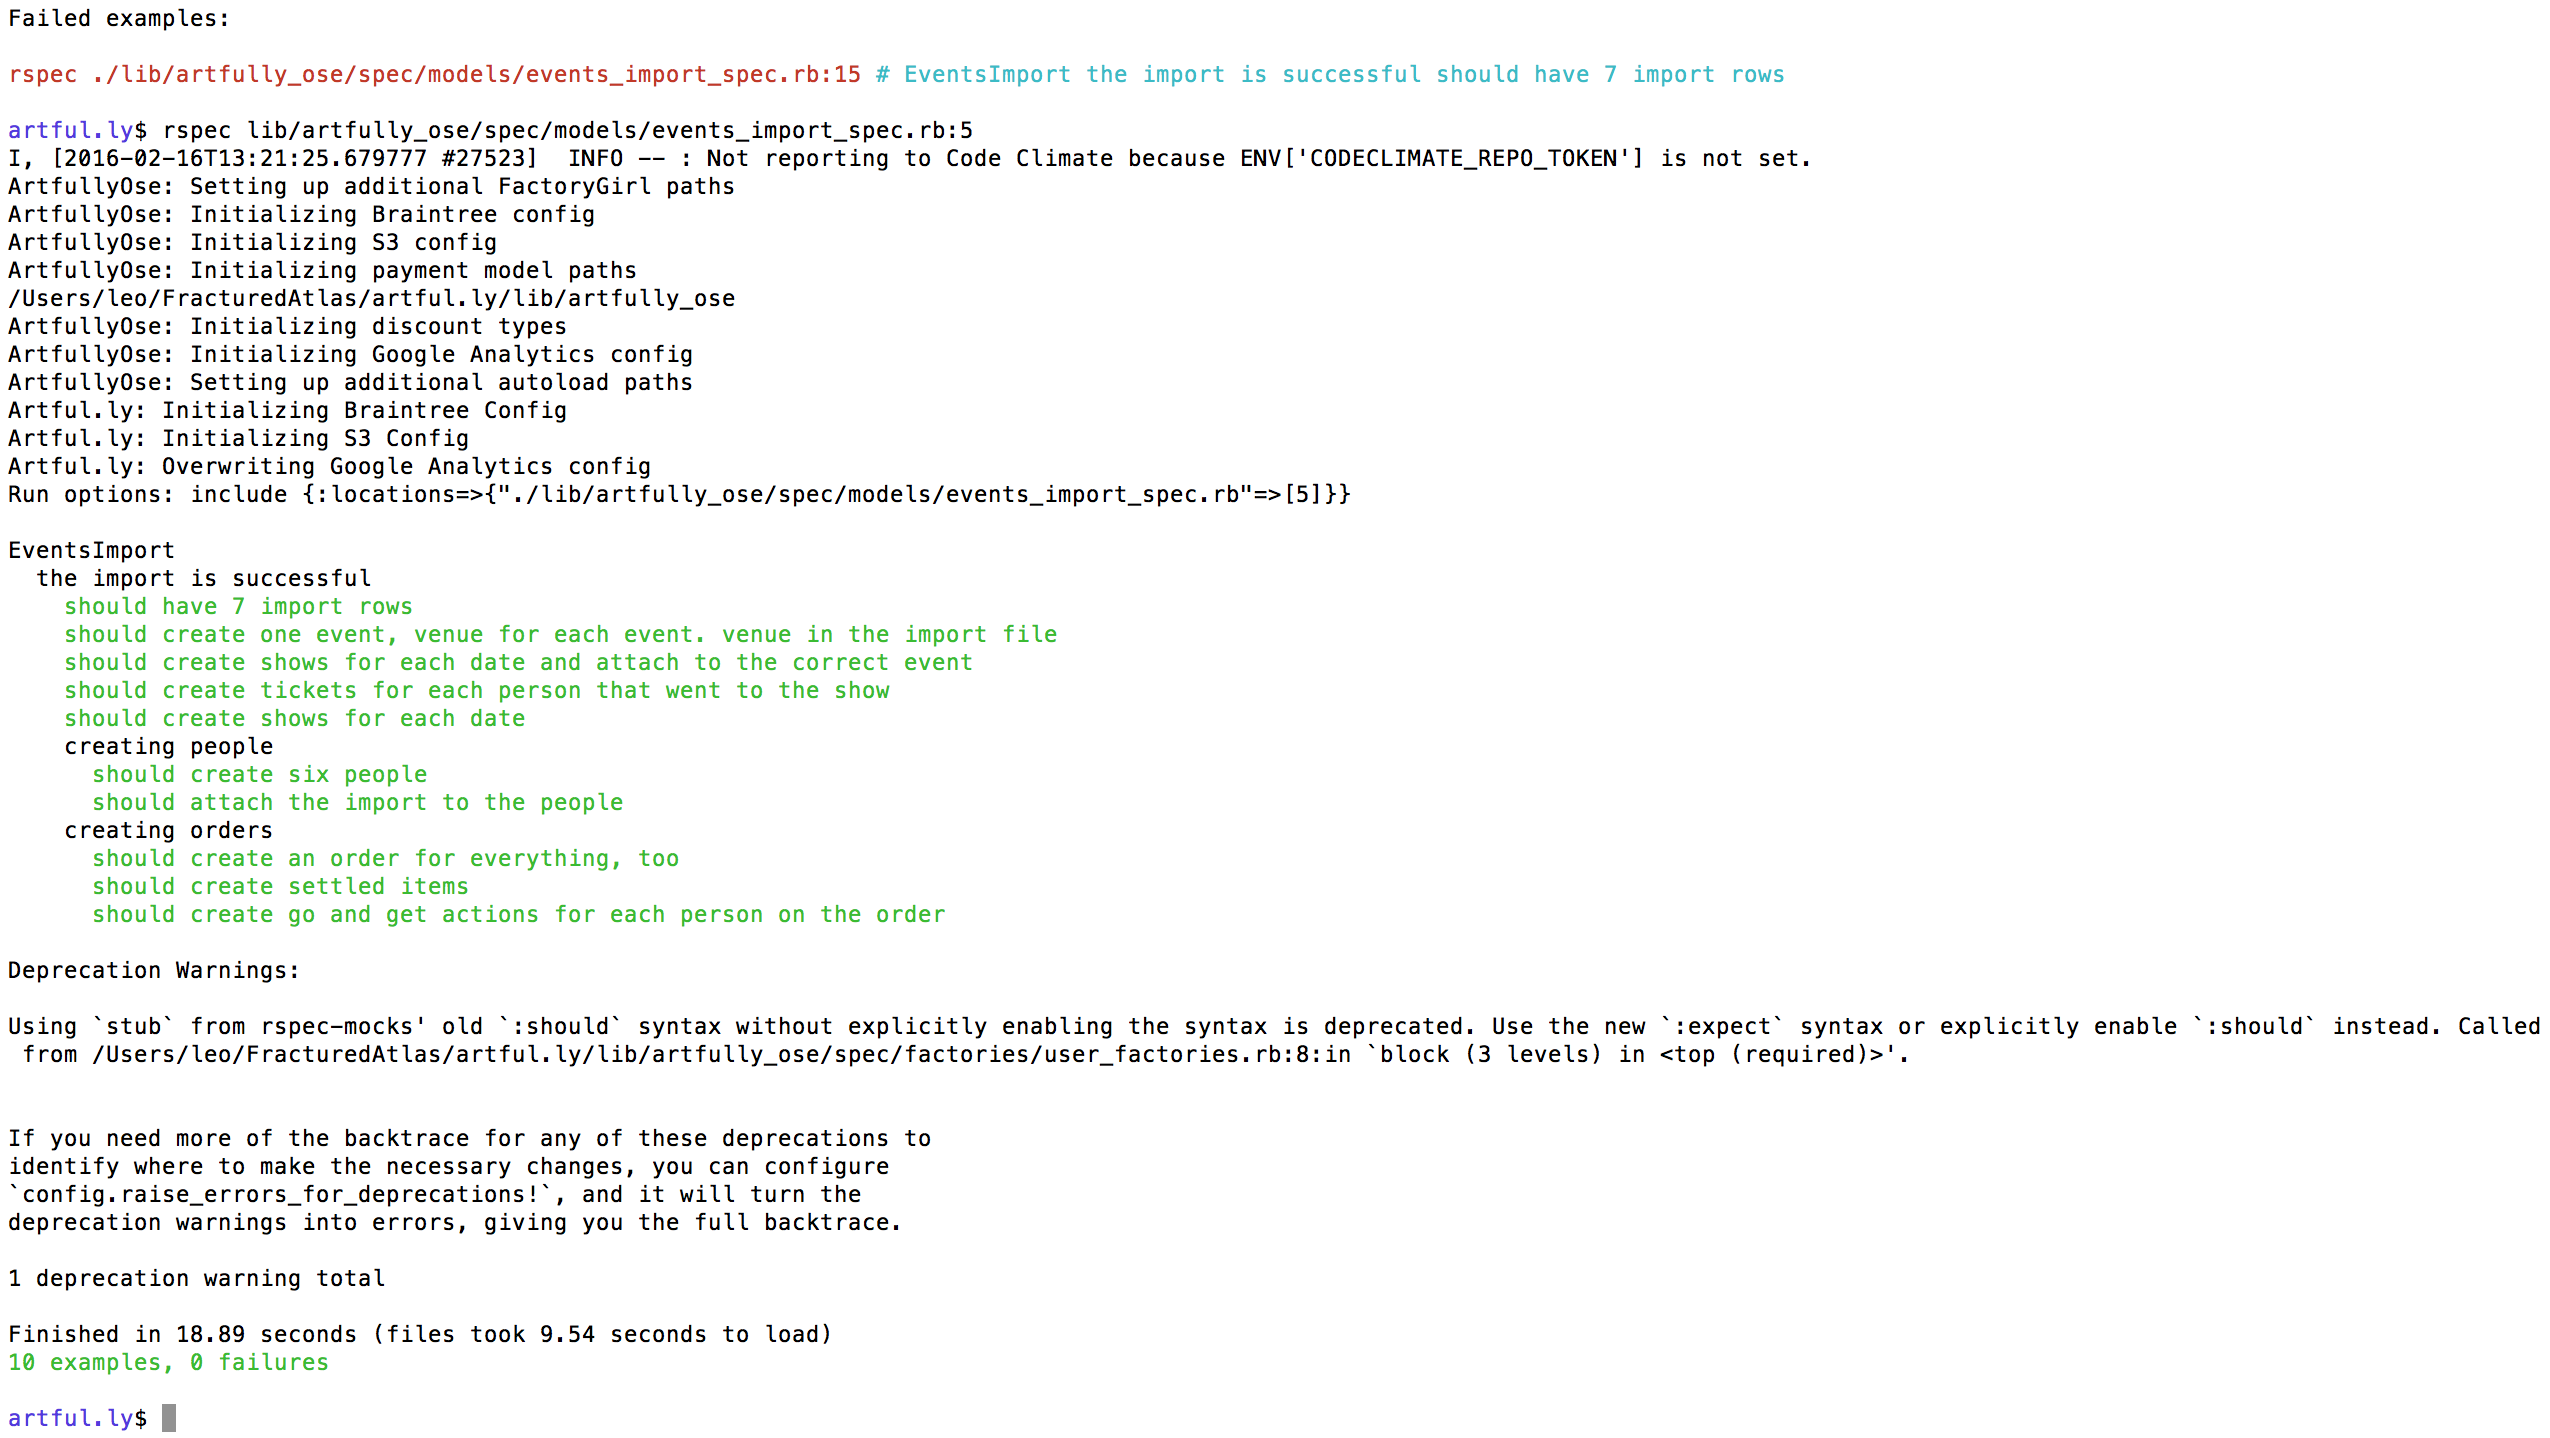 Failed examples:
rspec ./lib/artfully_ose/spec/models/events_import_spec.rb:15 # EventsImport the import is successful should have 7 import rows
artful.ly$ rspec lib/artfully_ose/spec/models/events_import_spec.rb:5
I, [2016-02-16T13:21:25.679777 #27523]  INFO -- : Not reporting to Code Climate because ENV['CODECLIMATE_REPO_TOKEN'] is not set.
ArtfullyOse: Setting up additional FactoryGirl paths
ArtfullyOse: Initializing Braintree config
ArtfullyOse: Initializing S3 config
ArtfullyOse: Initializing payment model paths
/Users/leo/FracturedAtlas/artful.ly/lib/artfully_ose
ArtfullyOse: Initializing discount types
ArtfullyOse: Initializing Google Analytics config
ArtfullyOse: Setting up additional autoload paths
Artful.ly: Initializing Braintree Config
Artful.ly: Initializing S3 Config
Artful.ly: Overwriting Google Analytics config
Run options: include {:locations=>{"./lib/artfully_ose/spec/models/events_import_spec.rb"=>[5]}}
EventsImport
  the import is successful
    should have 7 import rows
    should create one event, venue for each event. venue in the import file
    should create shows for each date and attach to the correct event
    should create tickets for each person that went to the show
    should create shows for each date
    creating people
      should create six people
      should attach the import to the people
    creating orders
      should create an order for everything, too
      should create settled items
      should create go and get actions for each person on the order
Deprecation Warnings:
Using `stub` from rspec-mocks' old `:should` syntax without explicitly enabling the syntax is deprecated. Use the new `:expect` syntax or explicitly enable `:should` instead. Called
 from /Users/leo/FracturedAtlas/artful.ly/lib/artfully_ose/spec/factories/user_factories.rb:8:in `block (3 levels) in <top (required)>'.
If you need more of the backtrace for any of these deprecations to
identify where to make the necessary changes, you can configure
`config.raise_errors_for_deprecations!`, and it will turn the
deprecation warnings into errors, giving you the full backtrace.
1 deprecation warning total
Finished in 18.89 seconds (files took 9.54 seconds to load)
10 examples, 0 failures
artful.ly$